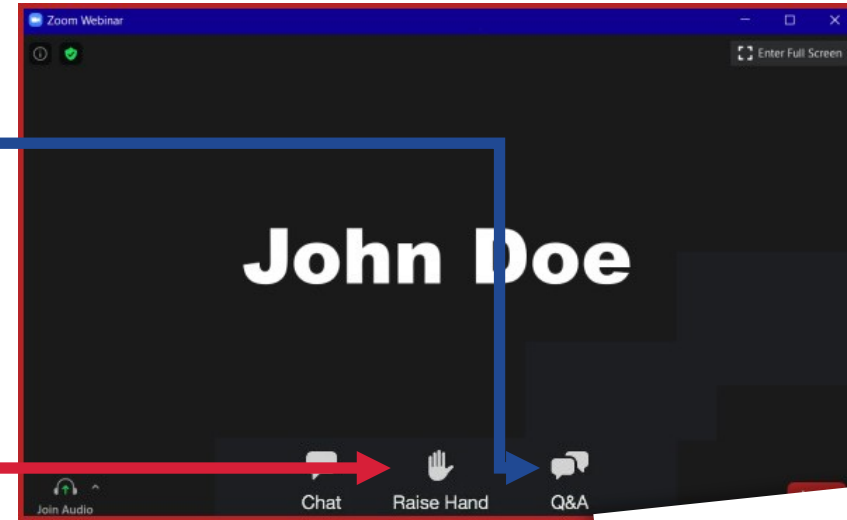 Zoom Webinar
Enter Full Screen
John Doe
Chat
Raise Hand
Q&A
Join Audio